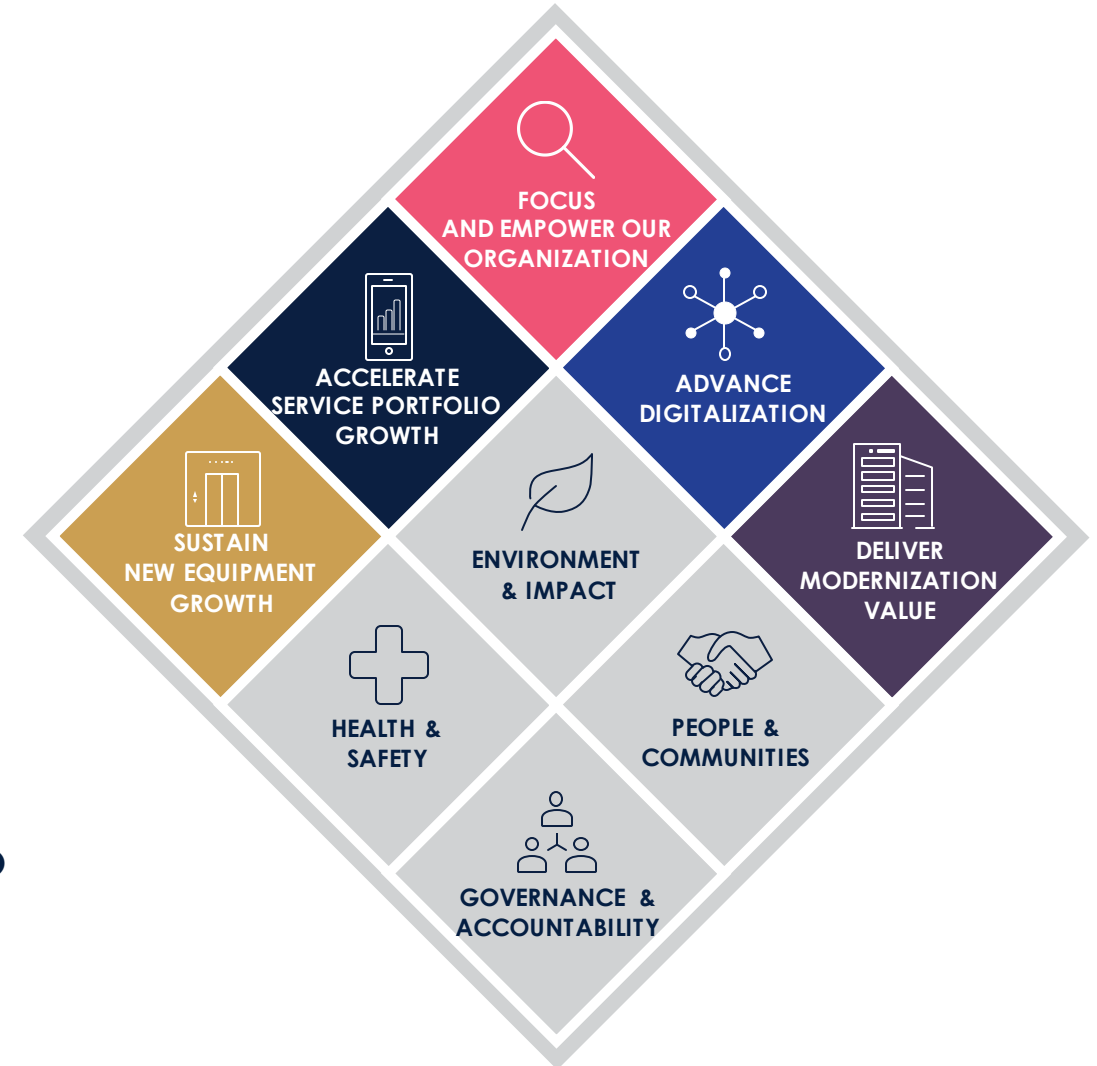 FOCUS
AND EMPOWER OUR
ORGANIZATION
ACCELERATE
SERVICE PORTFOLIO
GROWTH
ADVANCE
DIGITALIZATION
SUSTAIN
NEW EQUIPMENT
GROWTH
ENVIRONMENT
& IMPACT
DELIVER
MODERNIZATION
VALUE
HEALTH &
SAFETY
PEOPLE &
COMMUNITIES
GOVERNANCE &
ACCOUNTABILITY